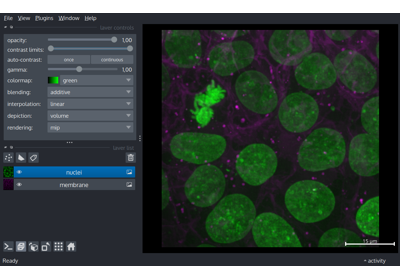 File View Plugins Window Help
layer controls
opacity: 1.00
contrast limits:
auto-contrast: once continuous
gamma: 1.00
colormap: green
blending: additive
interpolation: linear
depiction: volume
rendering: mip
layer list
nuclei
membrane
15 µm
Ready
activity